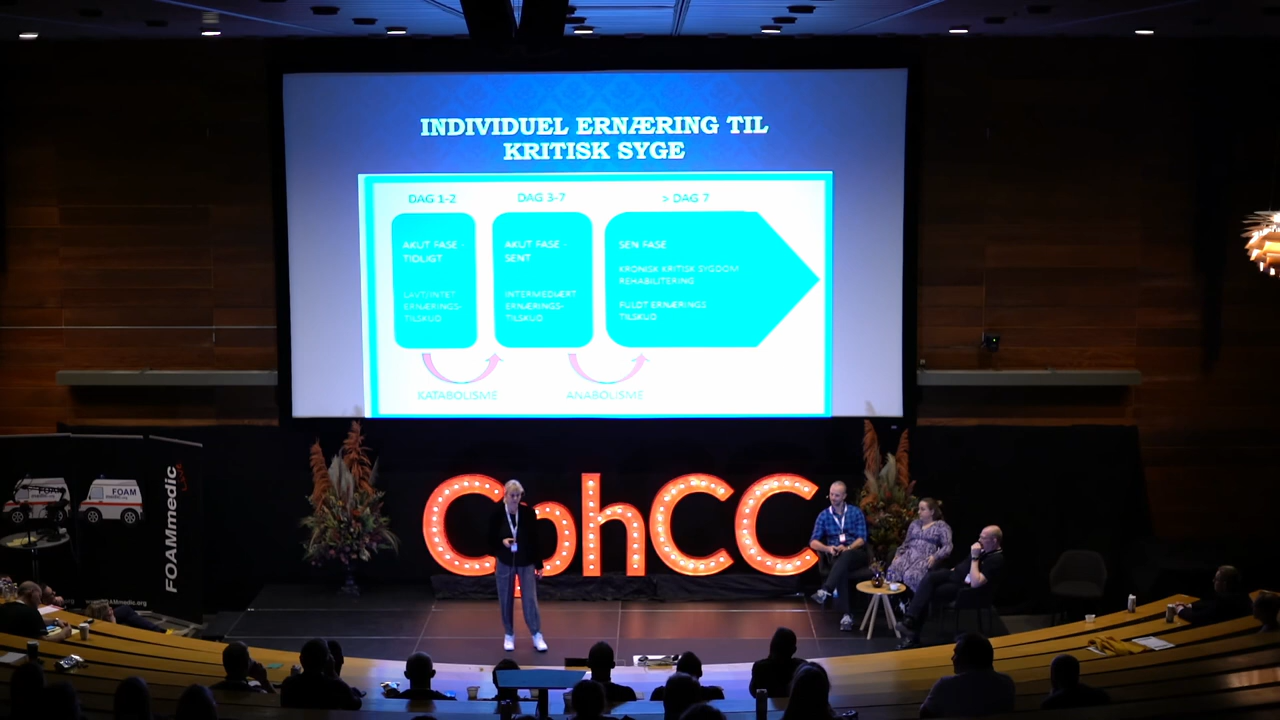 INDIVIDUEL ERNÆRING TIL
KRITISK SYGE
DAG 1-2
DAG 3-7
> DAG 7
AKUT FASE -
TIDLIGT
LAVT/INTET
ERNÆRINGS-
TILSKUD
AKUT FASE -
SENT
INTERMEDIÆRT
ERNÆRINGS-
TILSKUD
SEN FASE
KRONISK KRITISK SYGDOM
REHABILITERING
FULDT ERNÆRINGS
TILSKUD
KATABOLISME
ANABOLISME
CphCC
FOAM
FOAM
FOAMmedic